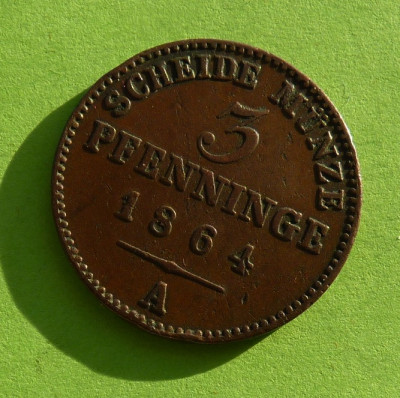 SCHEIDE MÜNZE
3
PFENNINGE
1864
A